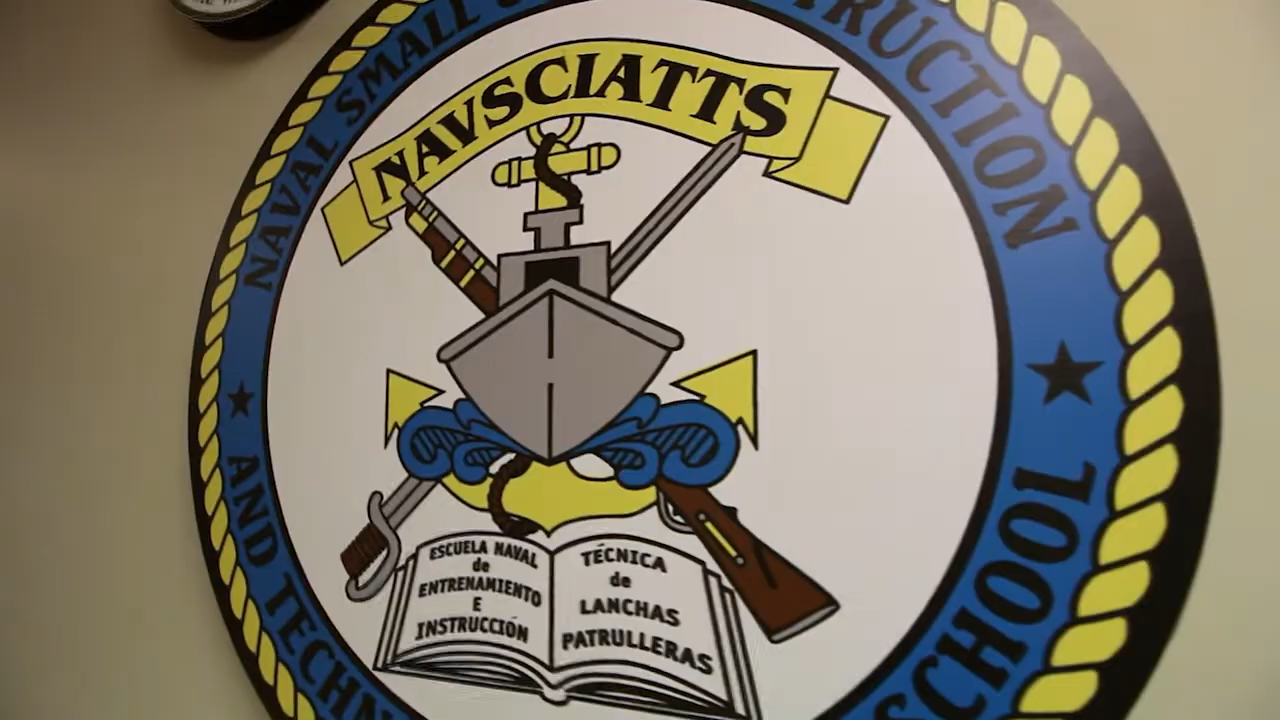 NAVAL SMALL
RUCTION
NAVSCIATTS
AND TECHN
SCHOOL
ESCUELA NAVAL
de
ENTRENAMIENTO
E
INSTRUCCIÓN
TÉCNICA
de
LANCHAS
PATRULLERAS